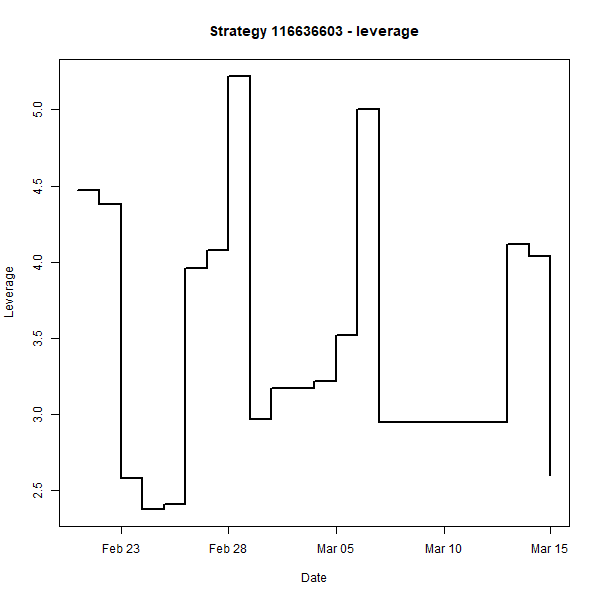 Strategy 116636603 - leverage
Leverage
5.0
4.5
4.0
3.5
3.0
2.5
Feb 23
Feb 28
Mar 05
Mar 10
Mar 15
Date